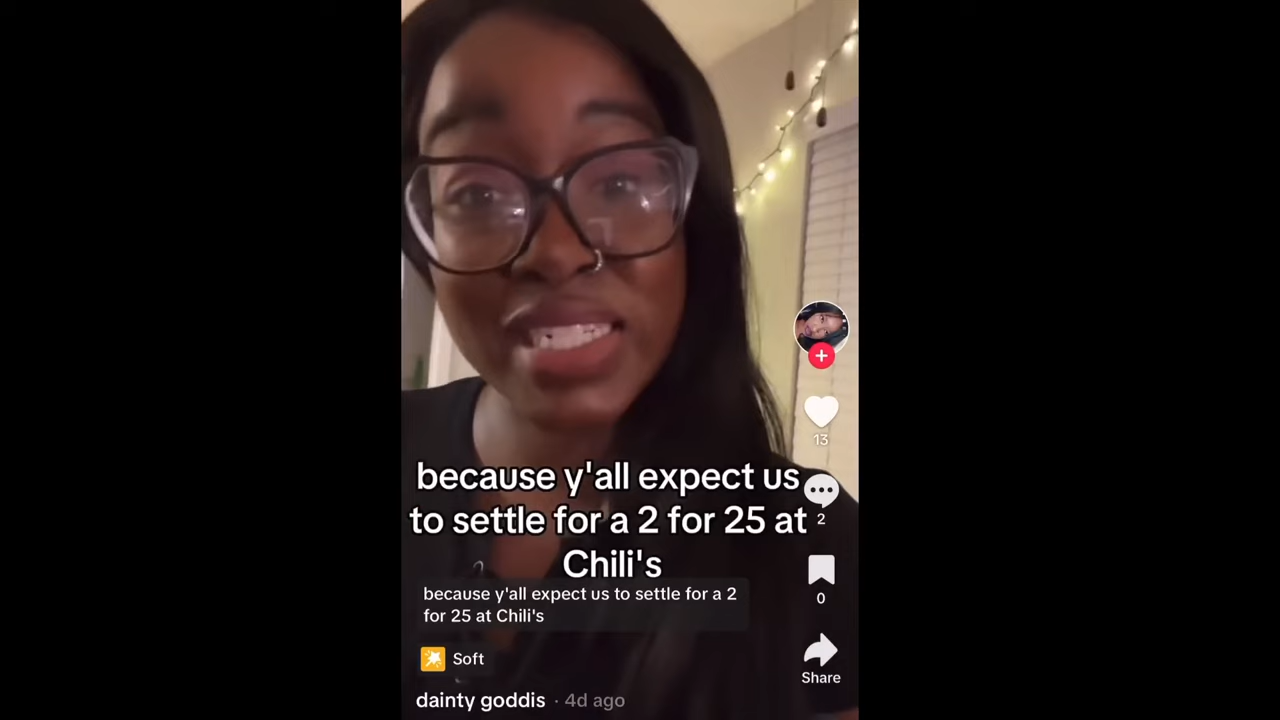 because y'all expect us
to settle for a 2 for 25 at
Chili's
because y'all expect us to settle for a 2
for 25 at Chili's
Soft
dainty goddis · 4d ago
13
2
0
Share